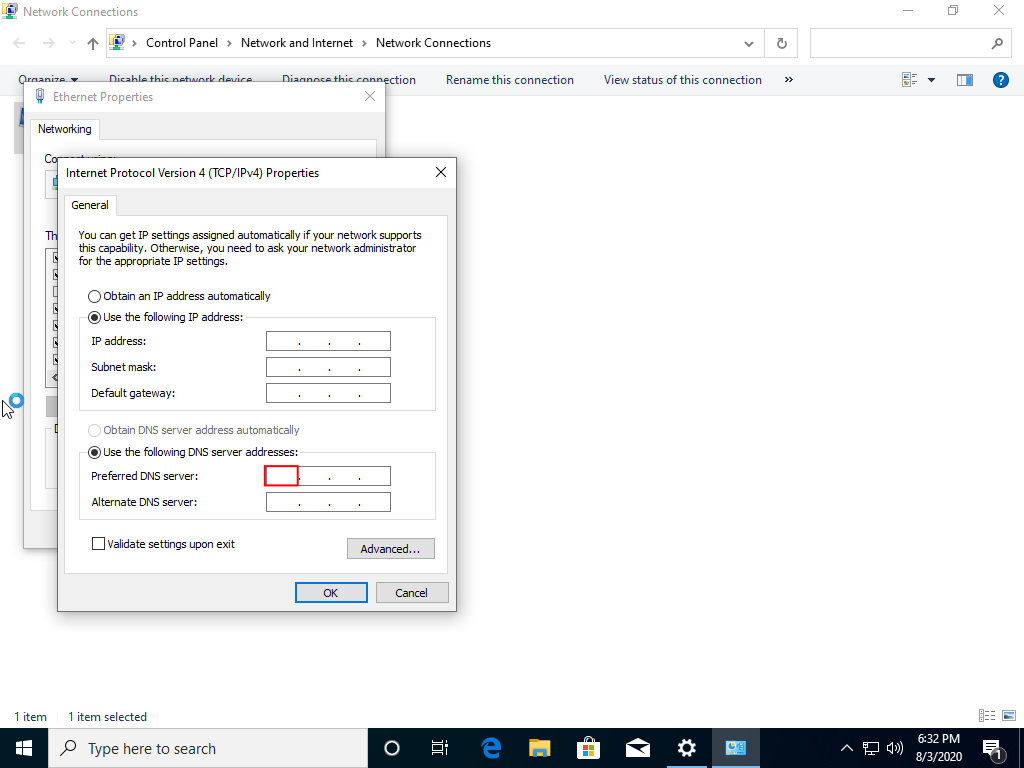 Network Connections
Control Panel > Network and Internet > Network Connections
Organize Disable this network device Diagnose this connection Rename this connection View status of this connection »
Ethernet Properties
Networking
Connect using:
Internet Protocol Version 4 (TCP/IPv4) Properties
General
You can get IP settings assigned automatically if your network supports
this capability. Otherwise, you need to ask your network administrator
for the appropriate IP settings.
Obtain an IP address automatically
Use the following IP address:
IP address: . . .
Subnet mask: . . .
Default gateway: . . .
Obtain DNS server address automatically
Use the following DNS server addresses:
Preferred DNS server: . . .
Alternate DNS server: . . .
Validate settings upon exit
Advanced...
OK Cancel
1 item 1 item selected
Type here to search
6:32 PM
8/3/2020
1